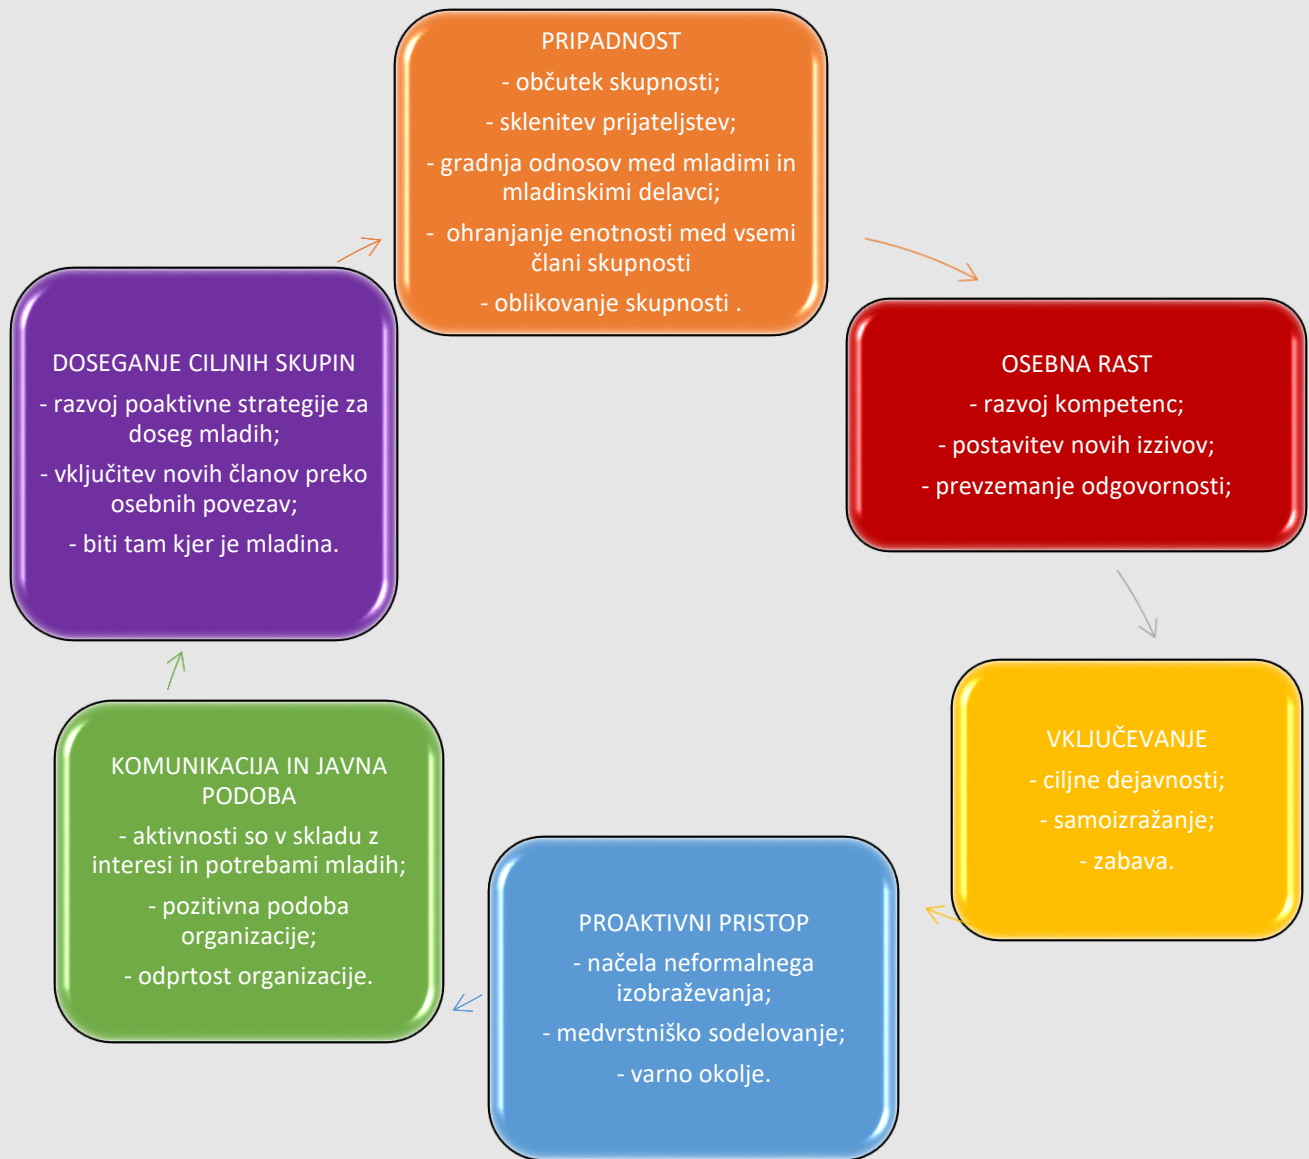 PRIPADNOST
- občutek skupnosti;
- sklenitev prijateljstev;
- gradnja odnosov med mladimi in
mladinskimi delavci;
- ohranjanje enotnosti med vsemi
člani skupnosti
- oblikovanje skupnosti .
OSEBNA RAST
- razvoj kompetenc;
- postavitev novih izzivov;
- prevzemanje odgovornosti;
VKLJUČEVANJE
- ciljne dejavnosti;
- samoizražanje;
- zabava.
PROAKTIVNI PRISTOP
- načela neformalnega
izobraževanja;
- medvrstniško sodelovanje;
- varno okolje.
KOMUNIKACIJA IN JAVNA
PODOBA
- aktivnosti so v skladu z
interesi in potrebami mladih;
- pozitivna podoba
organizacije;
- odprtost organizacije.
DOSEGANJE CILJNIH SKUPIN
- razvoj poaktivne strategije za
doseg mladih;
- vključitev novih članov preko
osebnih povezav;
- biti tam kjer je mladina.